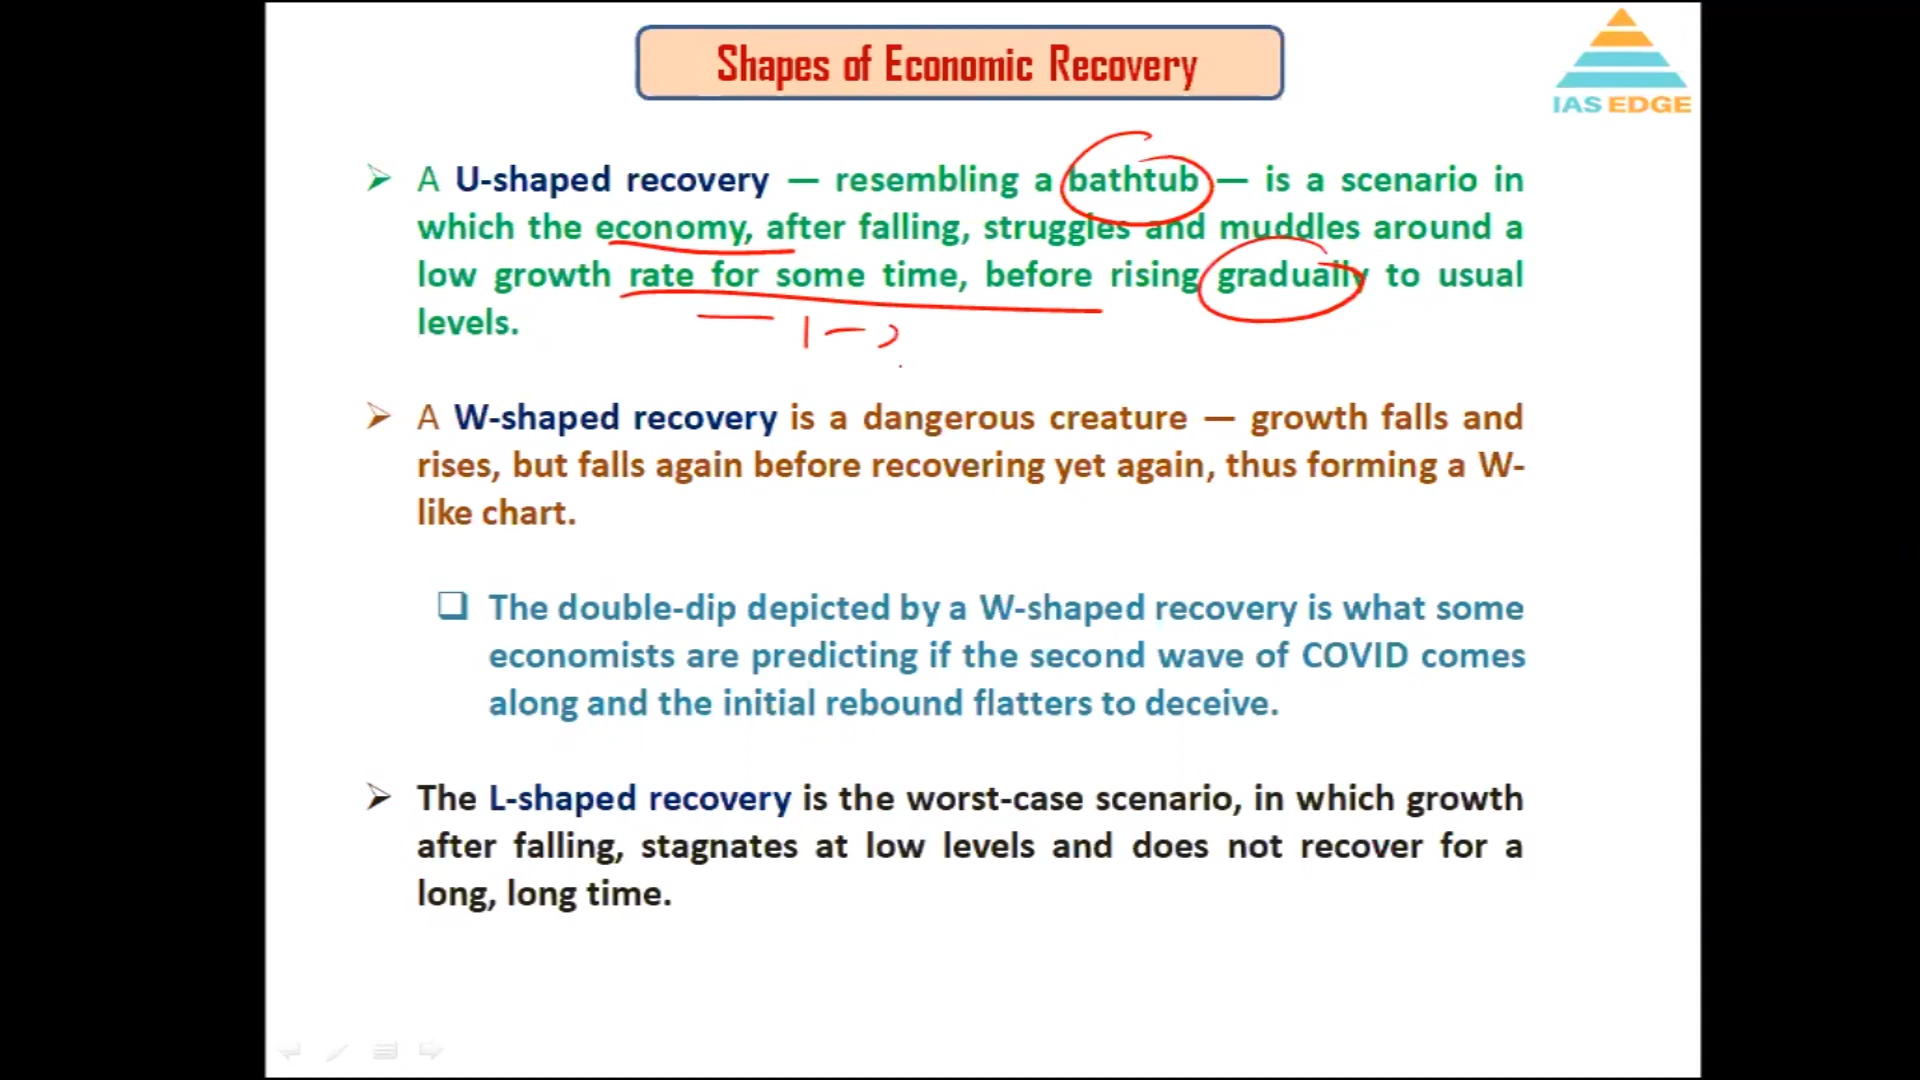 Shapes of Economic Recovery
IAS EDGE
A U-shaped recovery — resembling a bathtub — is a scenario in
which the economy, after falling, struggles and muddles around a
low growth rate for some time, before rising gradually to usual
levels.
A W-shaped recovery is a dangerous creature — growth falls and
rises, but falls again before recovering yet again, thus forming a W-
like chart.
The double-dip depicted by a W-shaped recovery is what some
economists are predicting if the second wave of COVID comes
along and the initial rebound flatters to deceive.
The L-shaped recovery is the worst-case scenario, in which growth
after falling, stagnates at low levels and does not recover for a
long, long time.